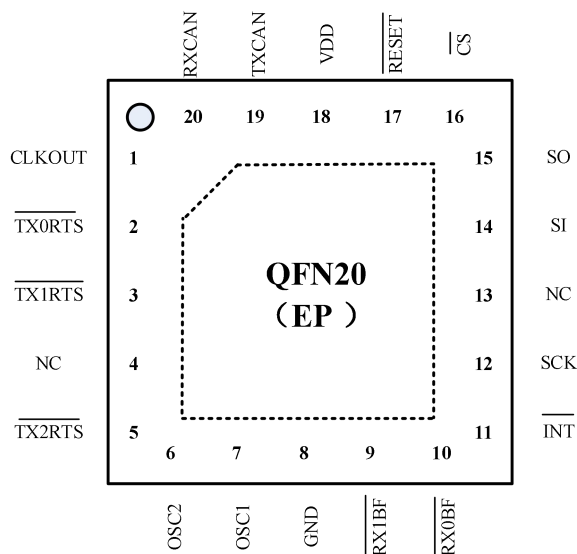 RXCAN TXCAN VDD RESET CS
20 19 18 17 16
CLKOUT 1 15 SO
TX0RTS 2 14 SI
QFN20
（EP ）
TX1RTS 3 13 NC
NC 4 12 SCK
TX2RTS 5 11 INT
6 7 8 9 10
OSC2 OSC1 GND RX1BF RX0BF